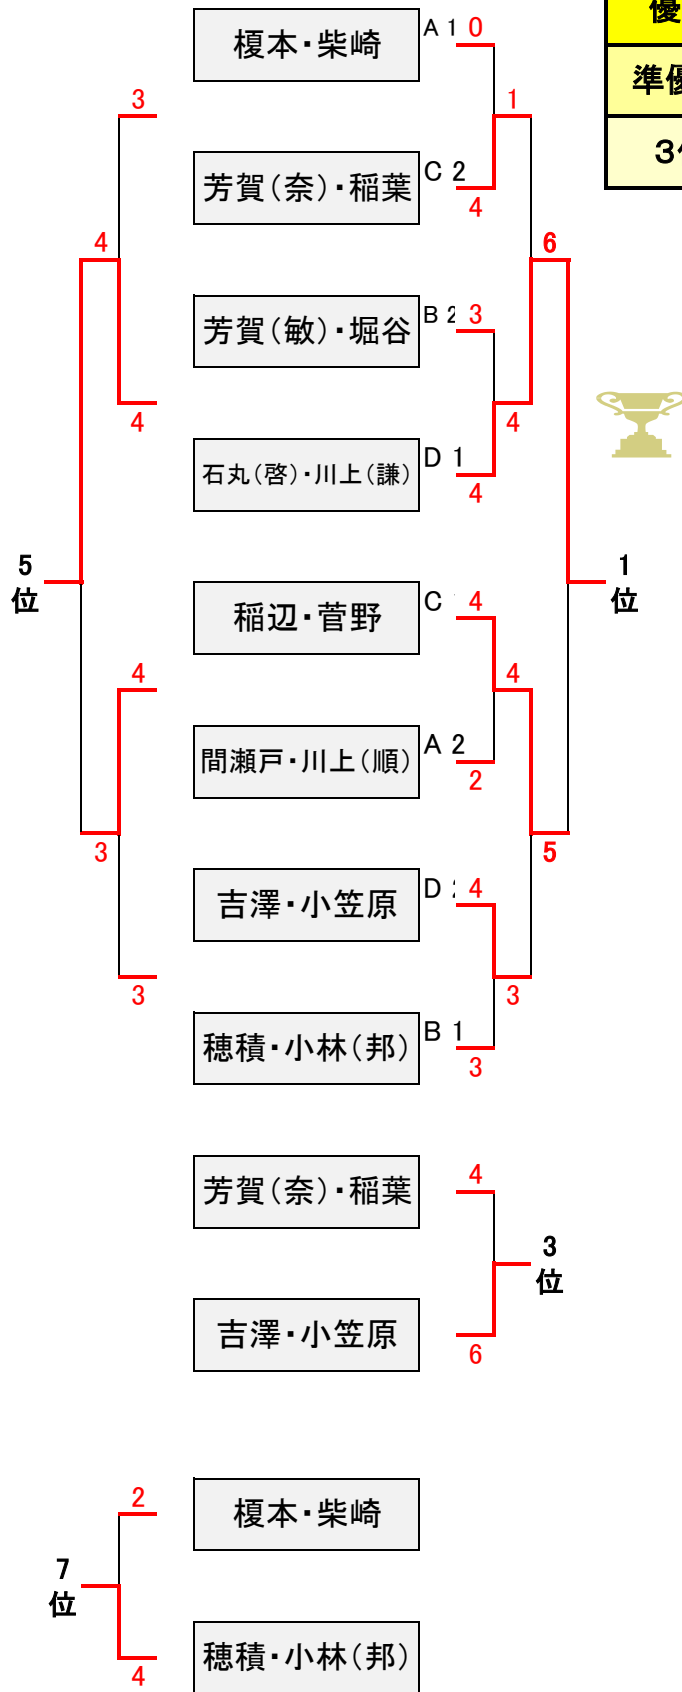 優
榎本・柴崎
A 1
0
準優
3
1
3位
芳賀(奈)・稲葉
C 2
4
4
6
芳賀(敏)・堀谷
B 2
3
4
4
石丸(啓)・川上(謙)
D 1
4
5位
1位
稲辺・菅野
C
4
4
4
間瀬戸・川上(順)
A 2
2
3
5
吉澤・小笠原
D 2
4
3
3
穂積・小林(邦)
B 1
3
芳賀(奈)・稲葉
4
3位
吉澤・小笠原
6
2
榎本・柴崎
7位
穂積・小林(邦)
4